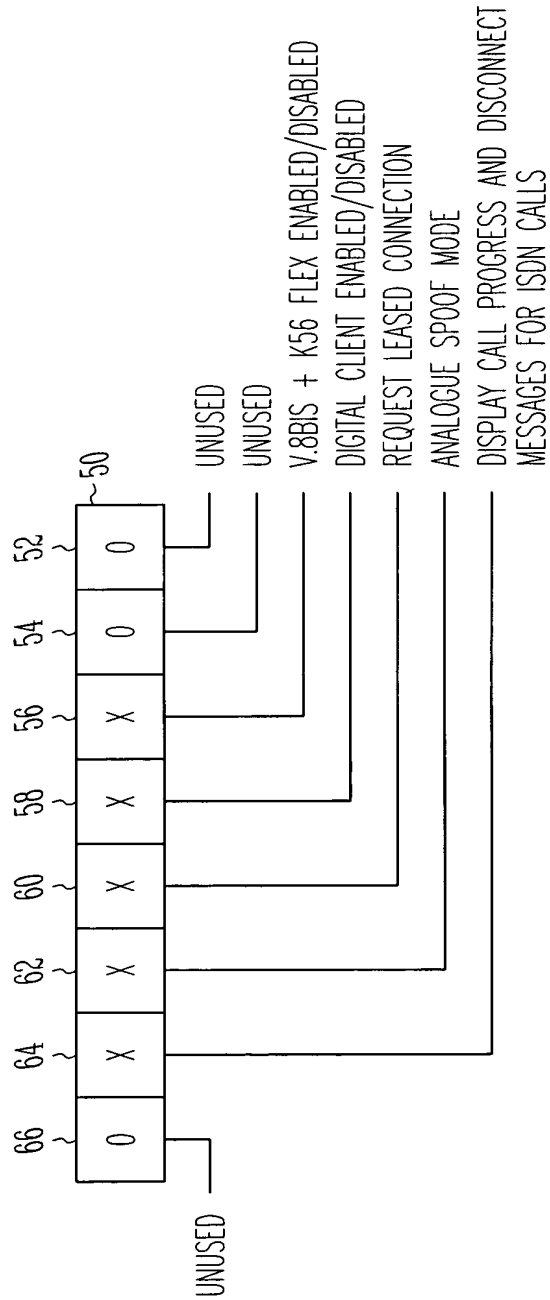 66 64 62 60 58 56 54 52
50
0 X X X X X 0 0
UNUSED
UNUSED
UNUSED
V.8BIS + K56 FLEX ENABLED/DISABLED
DIGITAL CLIENT ENABLED/DISABLED
REQUEST LEASED CONNECTION
ANALOGUE SPOOF MODE
DISPLAY CALL PROGRESS AND DISCONNECT
MESSAGES FOR ISDN CALLS